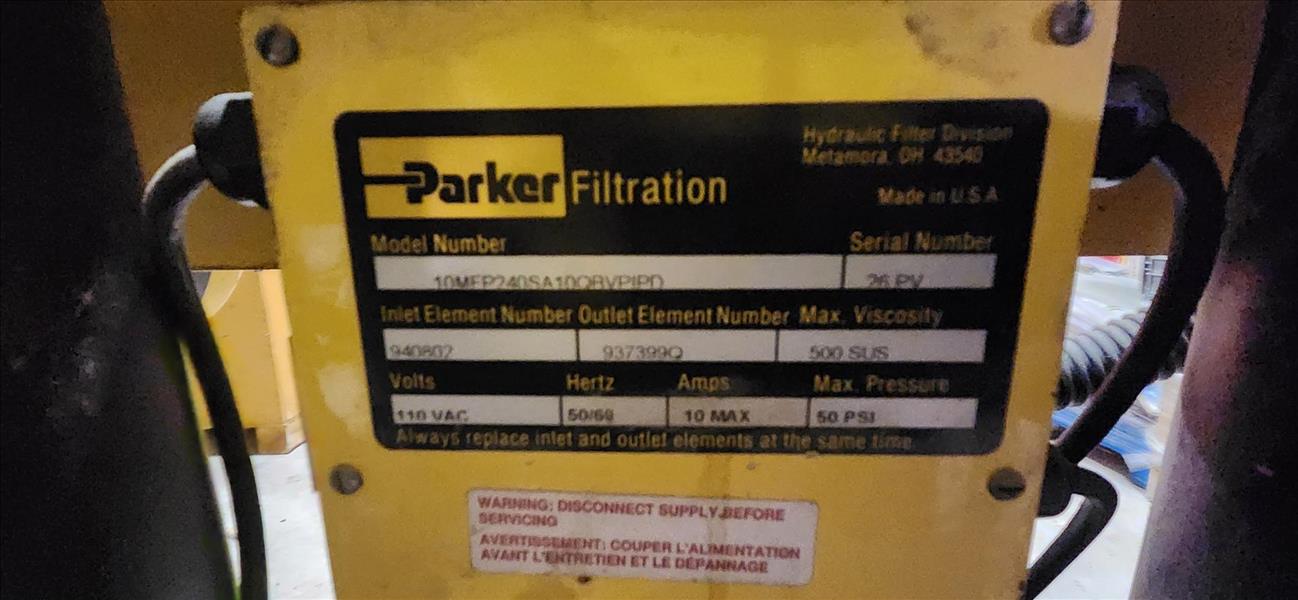 Parker Filtration
Hydraulic Filter Division
Metamora, OH 43540
Made in U.S.A
Model Number Serial Number
10MFP240SA10QBVPIPD 26 PV
Inlet Element Number Outlet Element Number Max. Viscosity
940802 937399Q 500 SUS
Volts Hertz Amps Max. Pressure
110 VAC 50/60 10 MAX 50 PSI
Always replace inlet and outlet elements at the same time.
WARNING: DISCONNECT SUPPLY BEFORE
SERVICING
AVERTISSEMENT: COUPER L'ALIMENTATION
AVANT L'ENTRETIEN ET LE DÉPANNAGE